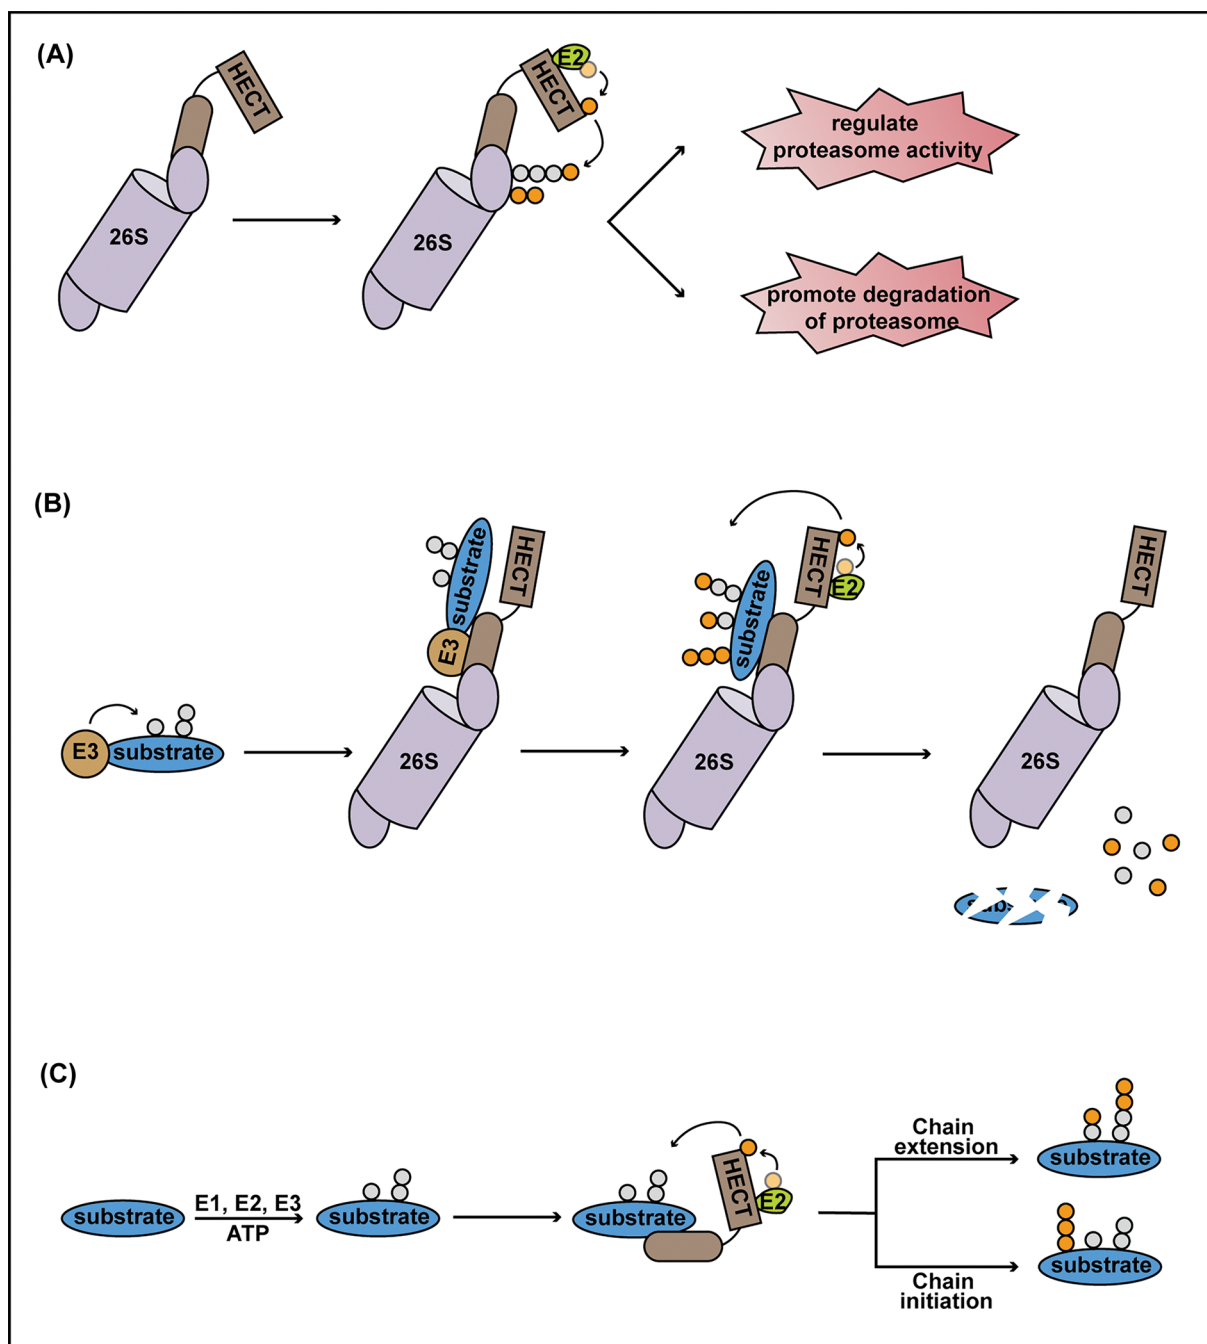 (A)
HECT
26S
HECT
E2
26S
regulate
proteasome activity
promote degradation
of proteasome
(B)
E3
substrate
substrate
HECT
E3
26S
substrate
HECT
E2
26S
HECT
26S
(C)
substrate
E1, E2, E3
ATP
substrate
substrate
HECT
E2
Chain
extension
substrate
Chain
initiation
substrate